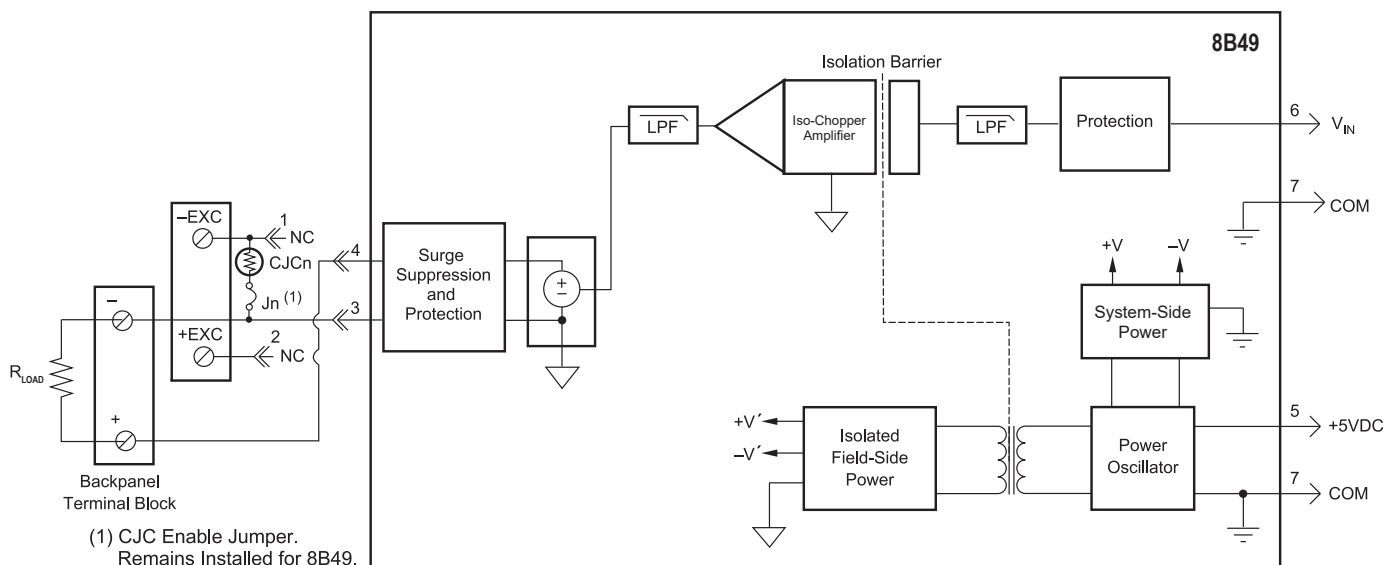 8B49
Isolation Barrier
LPF
Iso-Chopper
Amplifier
LPF
Protection
6
V_IN
7
COM
–EXC
1
NC
CJCn
Jn (1)
4
3
Surge
Suppression
and
Protection
+
–
+V
–V
System-Side
Power
-
+EXC
2
NC
R_LOAD
+
Backpanel
Terminal Block
+V´
–V´
Isolated
Field-Side
Power
Power
Oscillator
5
+5VDC
7
COM
(1) CJC Enable Jumper.
Remains Installed for 8B49.